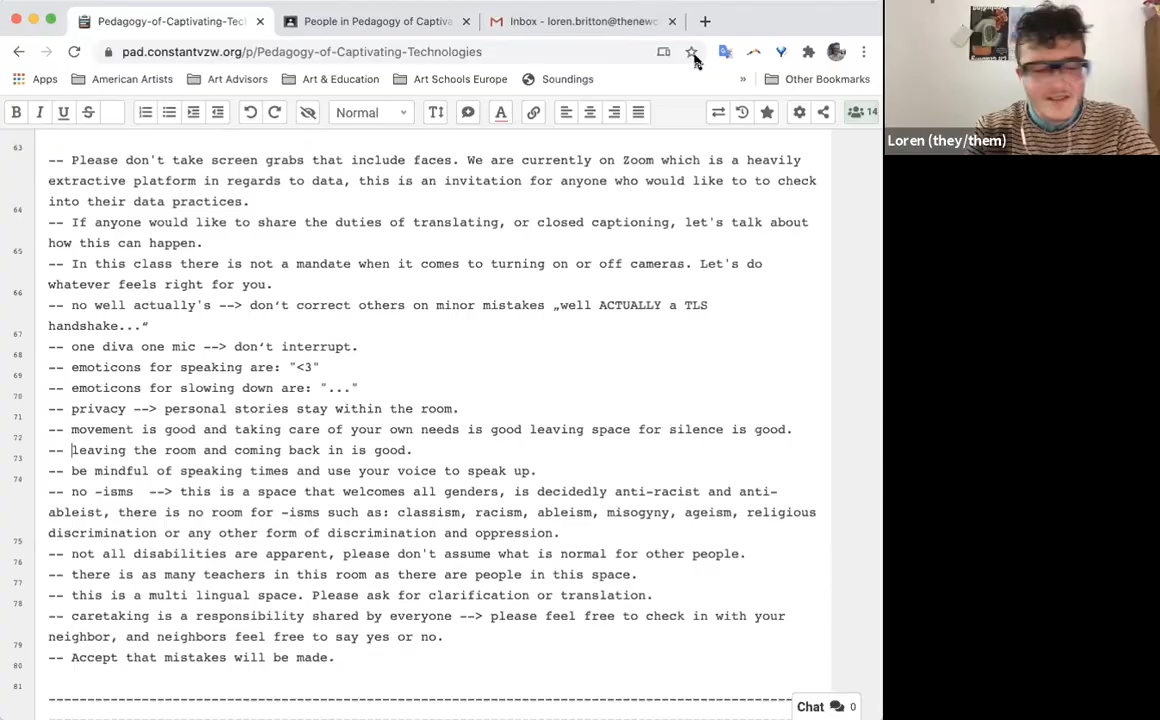 Pedagogy-of-Captivating-Tecl
People in Pedagogy of Captiva
Inbox - loren.britton@thenewc
pad.constantvzw.org/p/Pedagogy-of-Captivating-Technologies
Apps American Artists Art Advisors Art & Education Art Schools Europe Soundings » Other Bookmarks
B I U S Normal A 14
63
-- Please don't take screen grabs that include faces. We are currently on Zoom which is a heavily
extractive platform in regards to data, this is an invitation for anyone who would like to to check
into their data practices.
64
-- If anyone would like to share the duties of translating, or closed captioning, let's talk about
how this can happen.
65
-- In this class there is not a mandate when it comes to turning on or off cameras. Let's do
whatever feels right for you.
66
-- no well actually's --> don‘t correct others on minor mistakes „well ACTUALLY a TLS
handshake...“
67
-- one diva one mic --> don‘t interrupt.
68
-- emoticons for speaking are: "<3"
69
-- emoticons for slowing down are: "..."
70
-- privacy --> personal stories stay within the room.
71
-- movement is good and taking care of your own needs is good leaving space for silence is good.
72
-- leaving the room and coming back in is good.
73
-- be mindful of speaking times and use your voice to speak up.
74
-- no -isms --> this is a space that welcomes all genders, is decidedly anti-racist and anti-
ableist, there is no room for -isms such as: classism, racism, ableism, misogyny, ageism, religious
discrimination or any other form of discrimination and oppression.
75
-- not all disabilities are apparent, please don't assume what is normal for other people.
76
-- there is as many teachers in this room as there are people in this space.
77
-- this is a multi lingual space. Please ask for clarification or translation.
78
-- caretaking is a responsibility shared by everyone --> please feel free to check in with your
neighbor, and neighbors feel free to say yes or no.
79
-- Accept that mistakes will be made.
80
81
Chat 0
Loren (they/them)